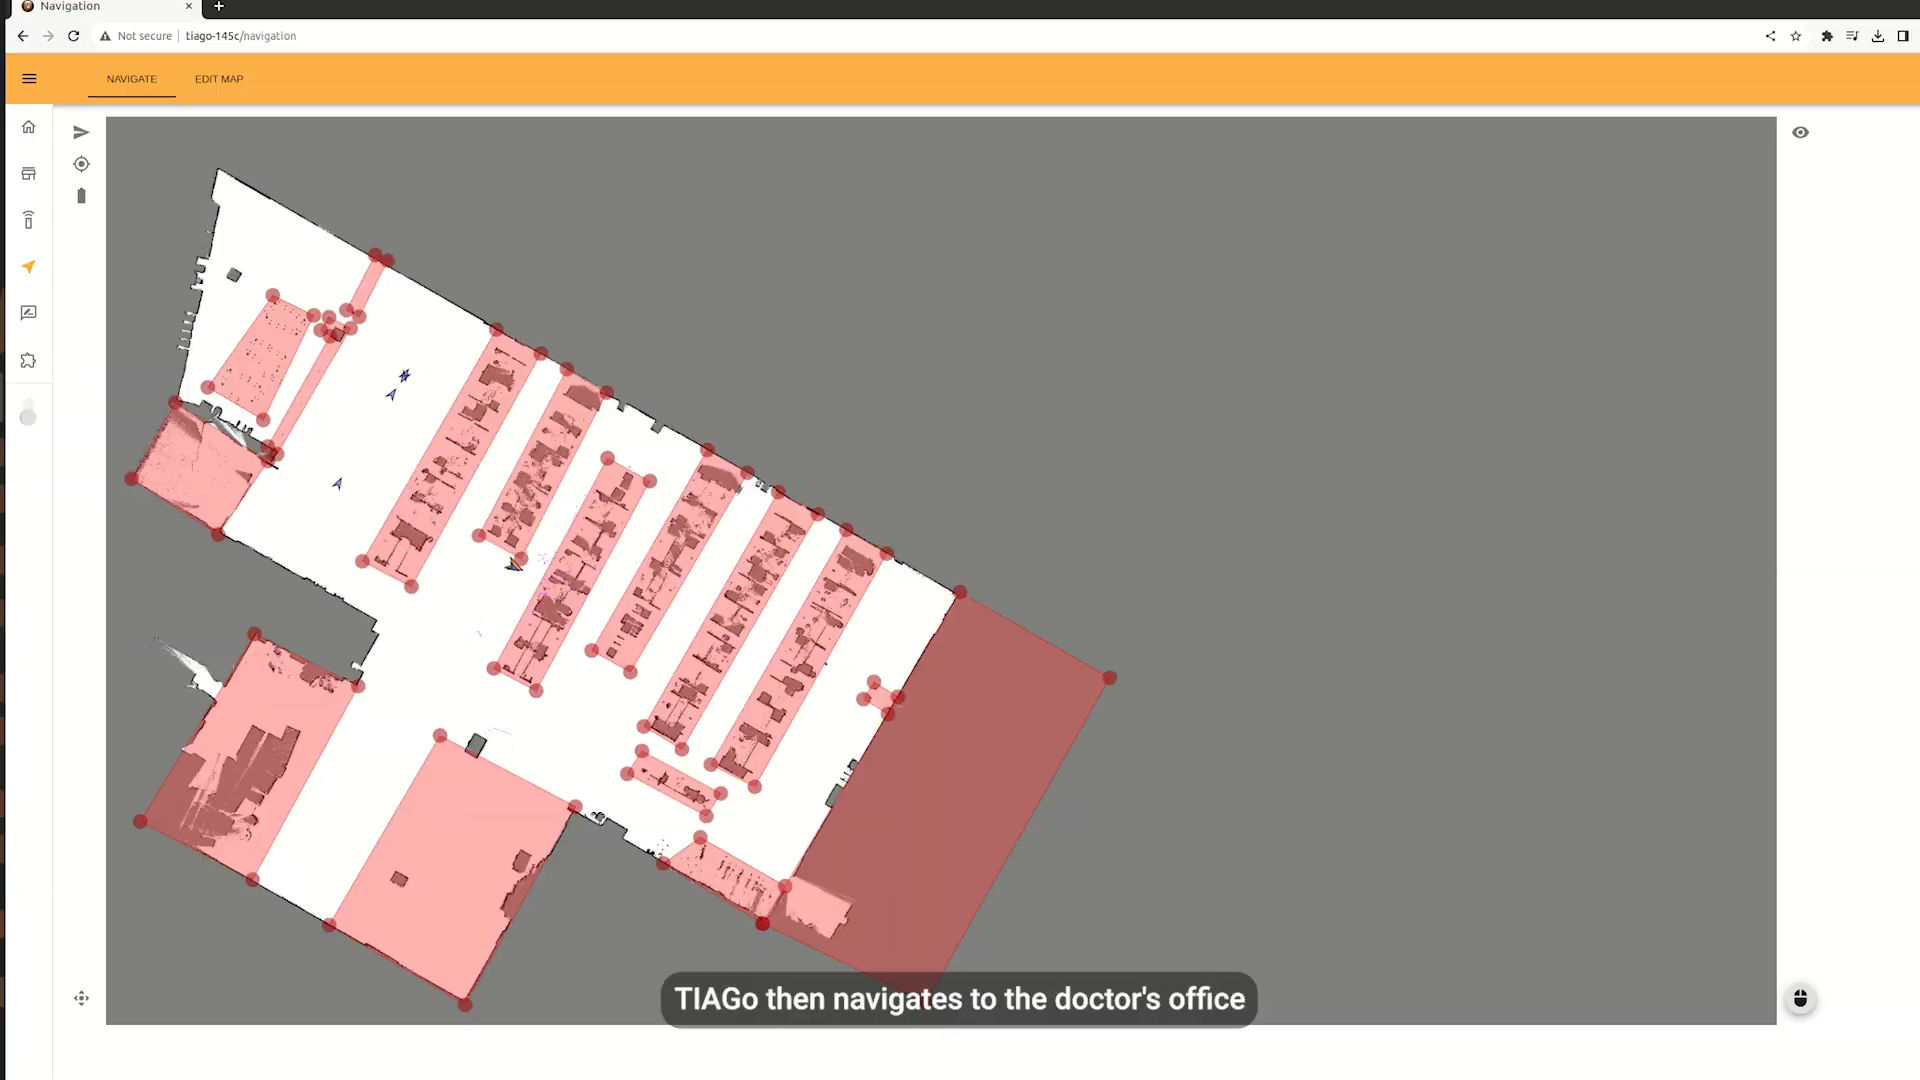 Navigation
Not secure
tiago-145c/navigation
NAVIGATE
EDIT MAP
TIAGo then navigates to the doctor's office